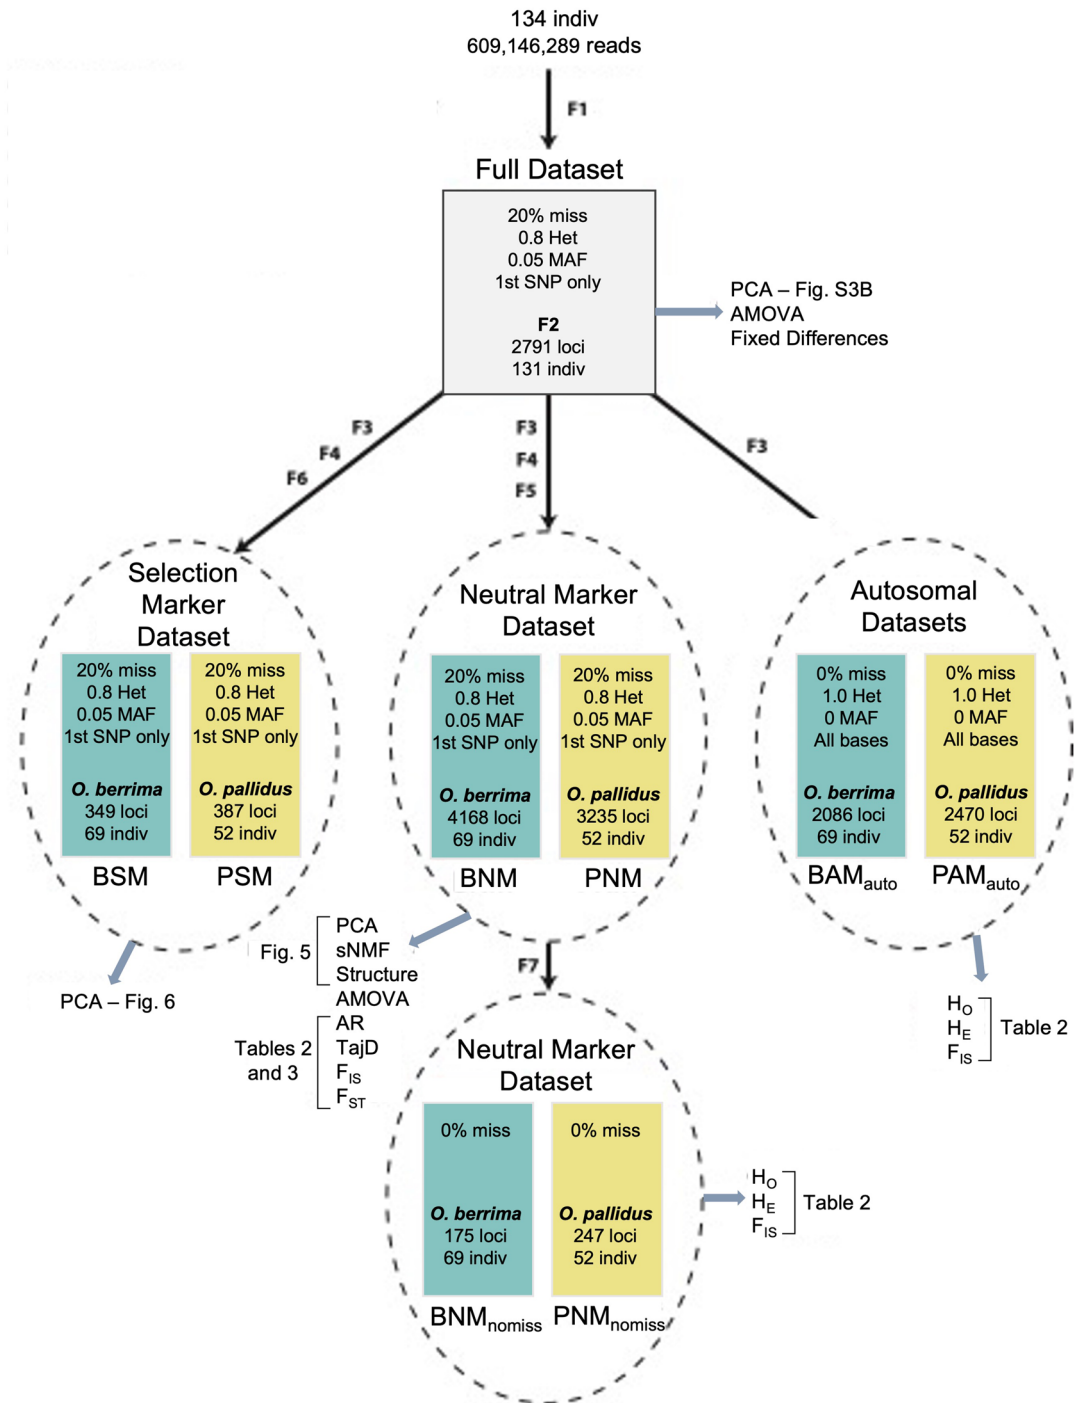 134 indiv
609,146,289 reads
F1
Full Dataset
20% miss
0.8 Het
0.05 MAF
1st SNP only
F2
2791 loci
131 indiv
PCA – Fig. S3B
AMOVA
Fixed Differences
F3
F4
F6
F3
F4
F5
F3
Selection
Marker
Dataset
20% miss
0.8 Het
0.05 MAF
1st SNP only
O. berrima
349 loci
69 indiv
BSM
20% miss
0.8 Het
0.05 MAF
1st SNP only
O. pallidus
387 loci
52 indiv
PSM
PCA – Fig. 6
Neutral Marker
Dataset
20% miss
0.8 Het
0.05 MAF
1st SNP only
O. berrima
4168 loci
69 indiv
BNM
20% miss
0.8 Het
0.05 MAF
1st SNP only
O. pallidus
3235 loci
52 indiv
PNM
Fig. 5
PCA
sNMF
Structure
AMOVA
Tables 2
and 3
AR
TajD
FIS
FST
Autosomal
Datasets
0% miss
1.0 Het
0 MAF
All bases
O. berrima
2086 loci
69 indiv
BAMauto
0% miss
1.0 Het
0 MAF
All bases
O. pallidus
2470 loci
52 indiv
PAMauto
HO
HE
FIS
Table 2
F7
Neutral Marker
Dataset
0% miss
O. berrima
175 loci
69 indiv
BNMnomiss
0% miss
O. pallidus
247 loci
52 indiv
PNMnomiss
HO
HE
FIS
Table 2